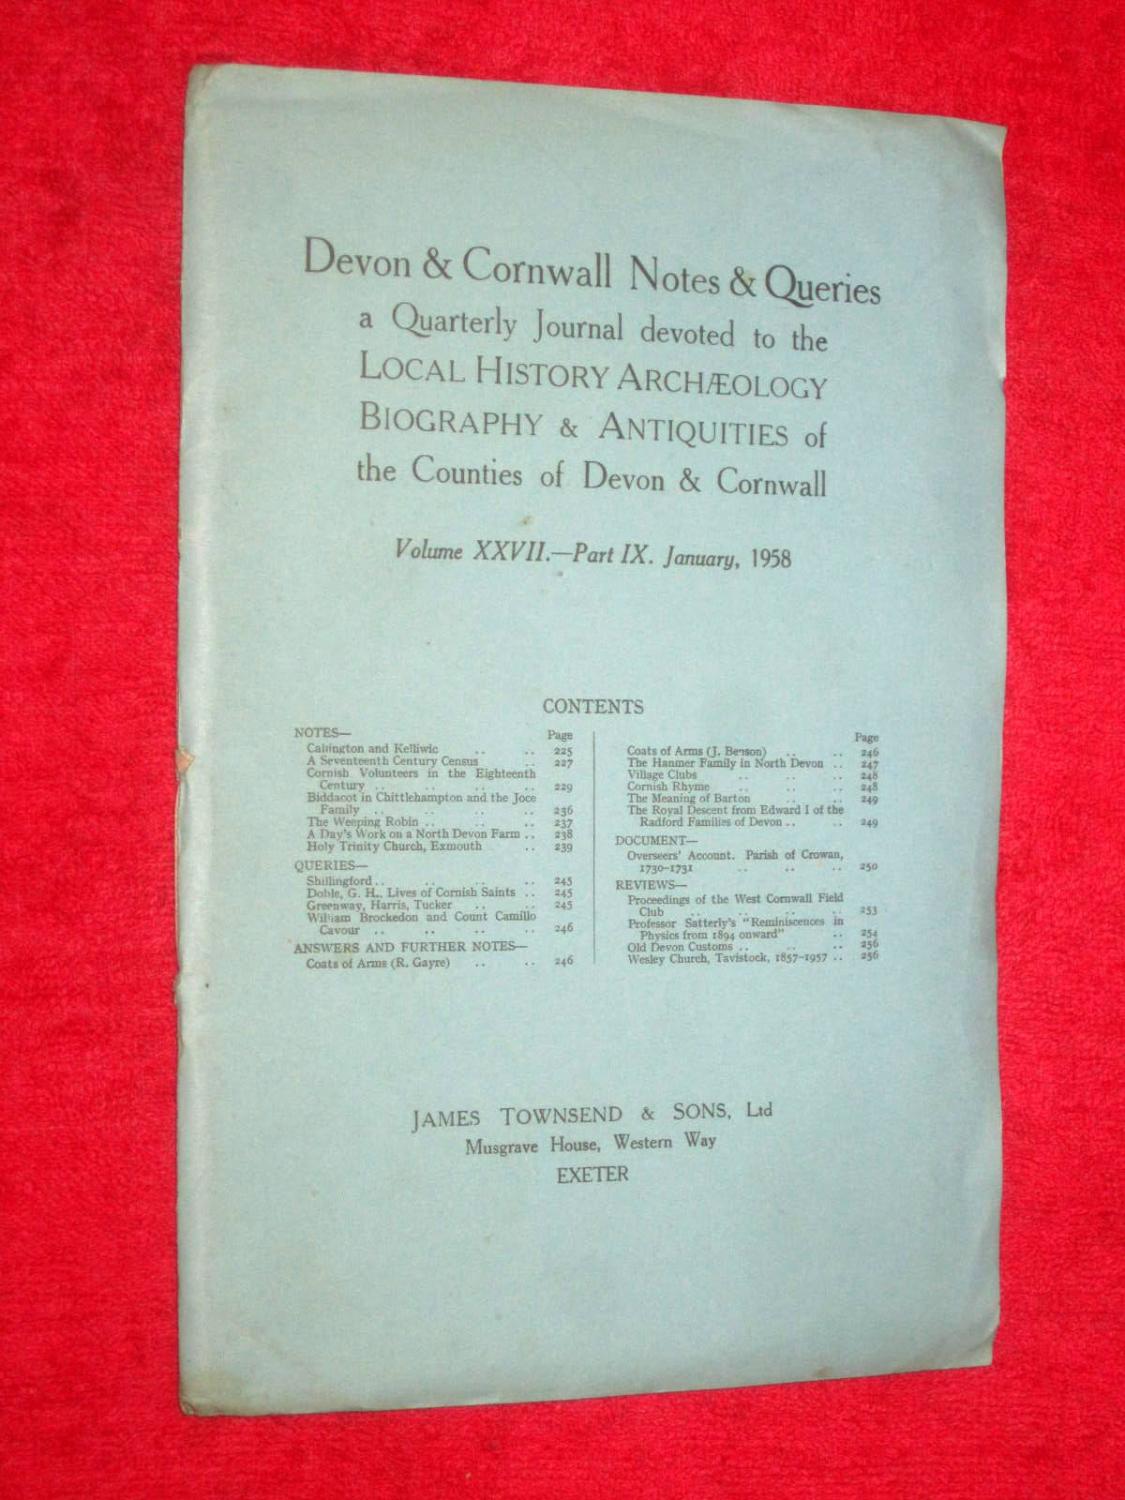 Devon & Cornwall Notes & Queries
a Quarterly Journal devoted to the
LOCAL HISTORY ARCHÆOLOGY
BIOGRAPHY & ANTIQUITIES of
the Counties of Devon & Cornwall
Volume XXVII.—Part IX. January, 1958
CONTENTS
NOTES— Page
Callington and Kelliwic .. .. 225
A Seventeenth Century Census .. 227
Cornish Volunteers in the Eighteenth
Century .. .. .. .. 229
Biddacot in Chittlehampton and the Joce
Family .. .. .. .. 236
The Weeping Robin .. .. .. 237
A Day's Work on a North Devon Farm .. 238
Holy Trinity Church, Exmouth .. 239
QUERIES—
Shillingford .. .. .. .. 245
Doble, G. H., Lives of Cornish Saints .. 245
Greenway, Harris, Tucker .. .. 245
William Brockedon and Count Camillo
Cavour .. .. .. .. 246
ANSWERS AND FURTHER NOTES—
Coats of Arms (R. Gayre) .. .. 246
Page
Coats of Arms (J. Benson) .. .. 246
The Hanmer Family in North Devon .. 247
Village Clubs .. .. .. 248
Cornish Rhyme .. .. .. 248
The Meaning of Barton .. .. 249
The Royal Descent from Edward I of the
Radford Families of Devon .. .. 249
DOCUMENT—
Overseers' Account. Parish of Crowan,
1730-1731 .. .. .. 250
REVIEWS—
Proceedings of the West Cornwall Field
Club .. .. .. .. 253
Professor Satterly's "Reminiscences in
Physics from 1894 onward" .. 254
Old Devon Customs .. .. .. 256
Wesley Church, Tavistock, 1857-1957 .. 256
JAMES TOWNSEND & SONS, Ltd
Musgrave House, Western Way
EXETER